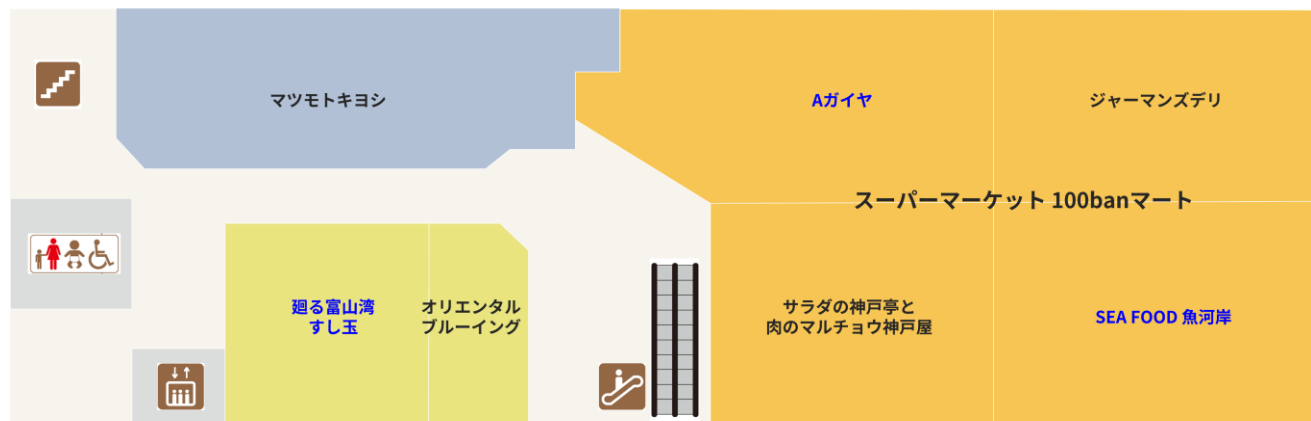 マツモトキヨシ
Aガイヤ
ジャーマンズデリ
スーパーマーケット 100banマート
廻る富山湾
すし玉
オリエンタル
ブルーイング
サラダの神戸亭と
肉のマルチョウ神戸屋
SEA FOOD 魚河岸